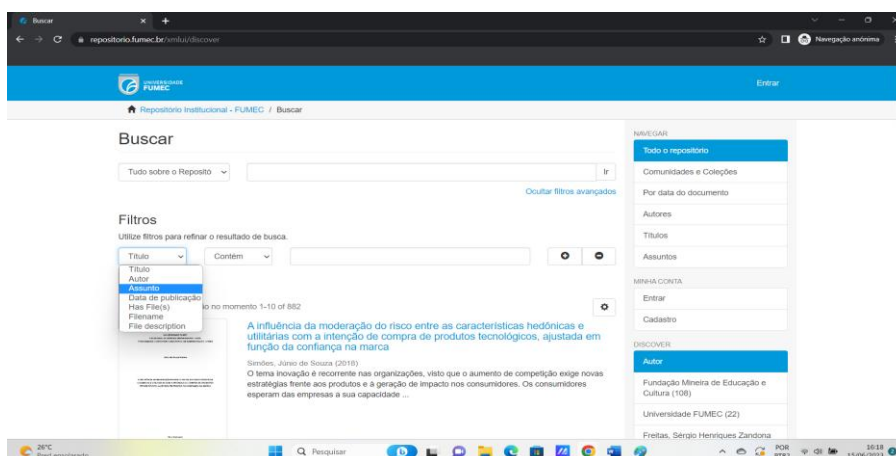 Buscar
repositorio.fumec.br/xmlui/discover
Navegação anônima
UNIVERSIDADE
FUMEC
Entrar
Repositório Institucional - FUMEC / Buscar
Buscar
Tudo sobre o Reposito
Ir
Ocultar filtros avançados
Filtros
Utilize filtros para refinar o resultado de busca.
Título
Contém
Título
Autor
Assunto
Data de publicação
Has File(s)
Filename
File description
o no momento 1-10 of 882
A influência da moderação do risco entre as características hedônicas e
utilitárias com a intenção de compra de produtos tecnológicos, ajustada em
função da confiança na marca
Simões, Júnio de Souza (2018)
O tema inovação é recorrente nas organizações, visto que o aumento de competição exige novas
estratégias frente aos produtos e à geração de impacto nos consumidores. Os consumidores
esperam das empresas a sua capacidade ...
NAVEGAR
Todo o repositório
Comunidades e Coleções
Por data do documento
Autores
Títulos
Assuntos
MINHA CONTA
Entrar
Cadastro
DISCOVER
Autor
Fundação Mineira de Educação e
Cultura (108)
Universidade FUMEC (22)
Freitas, Sérgio Henriques Zandona
26°C
Pred ensolarado
Pesquisar
POR
PTB2
16:18
15/06/2023